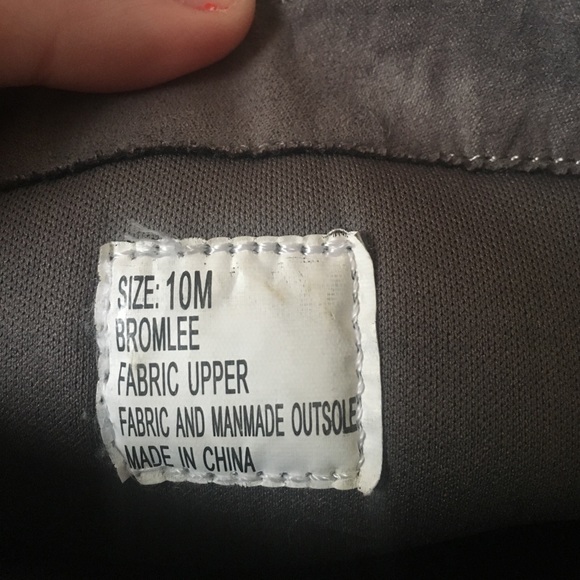 SIZE: 10M
BROMLEE
FABRIC UPPER
FABRIC AND MANMADE OUTSOLE
MADE IN CHINA